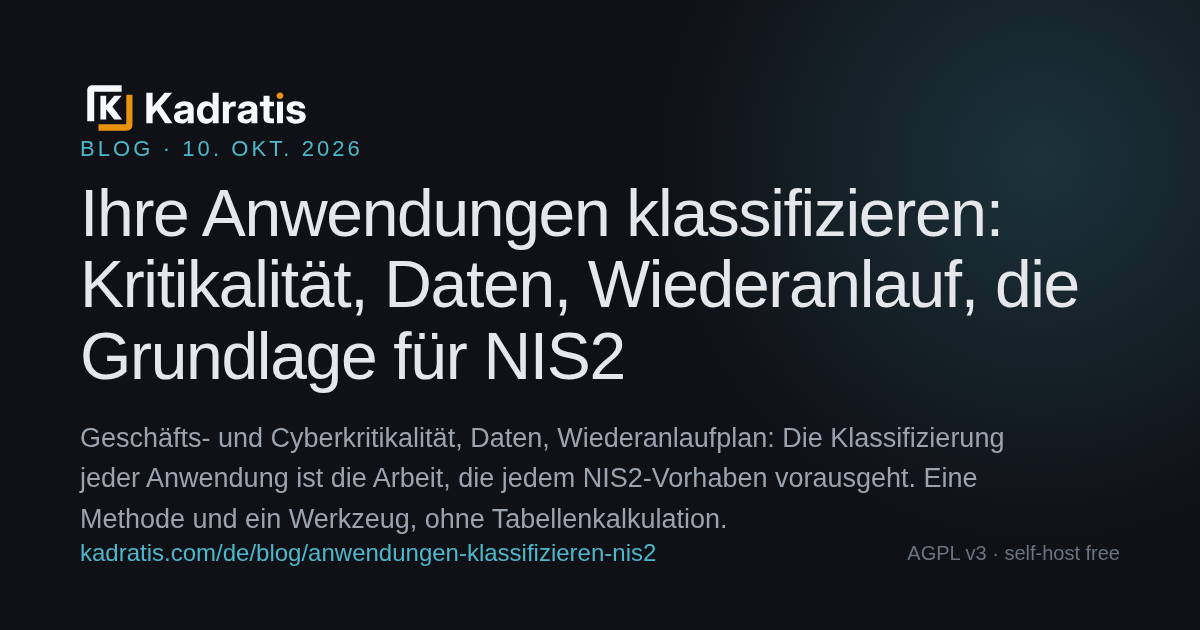 K Kadratis
BLOG · 10. OKT. 2026
Ihre Anwendungen klassifizieren:
Kritikalität, Daten, Wiederanlauf, die
Grundlage für NIS2
Geschäfts- und Cyberkritikalität, Daten, Wiederanlaufplan: Die Klassifizierung
jeder Anwendung ist die Arbeit, die jedem NIS2-Vorhaben vorausgeht. Eine
Methode und ein Werkzeug, ohne Tabellenkalkulation.
kadratis.com/de/blog/anwendungen-klassifizieren-nis2
AGPL v3 · self-host free